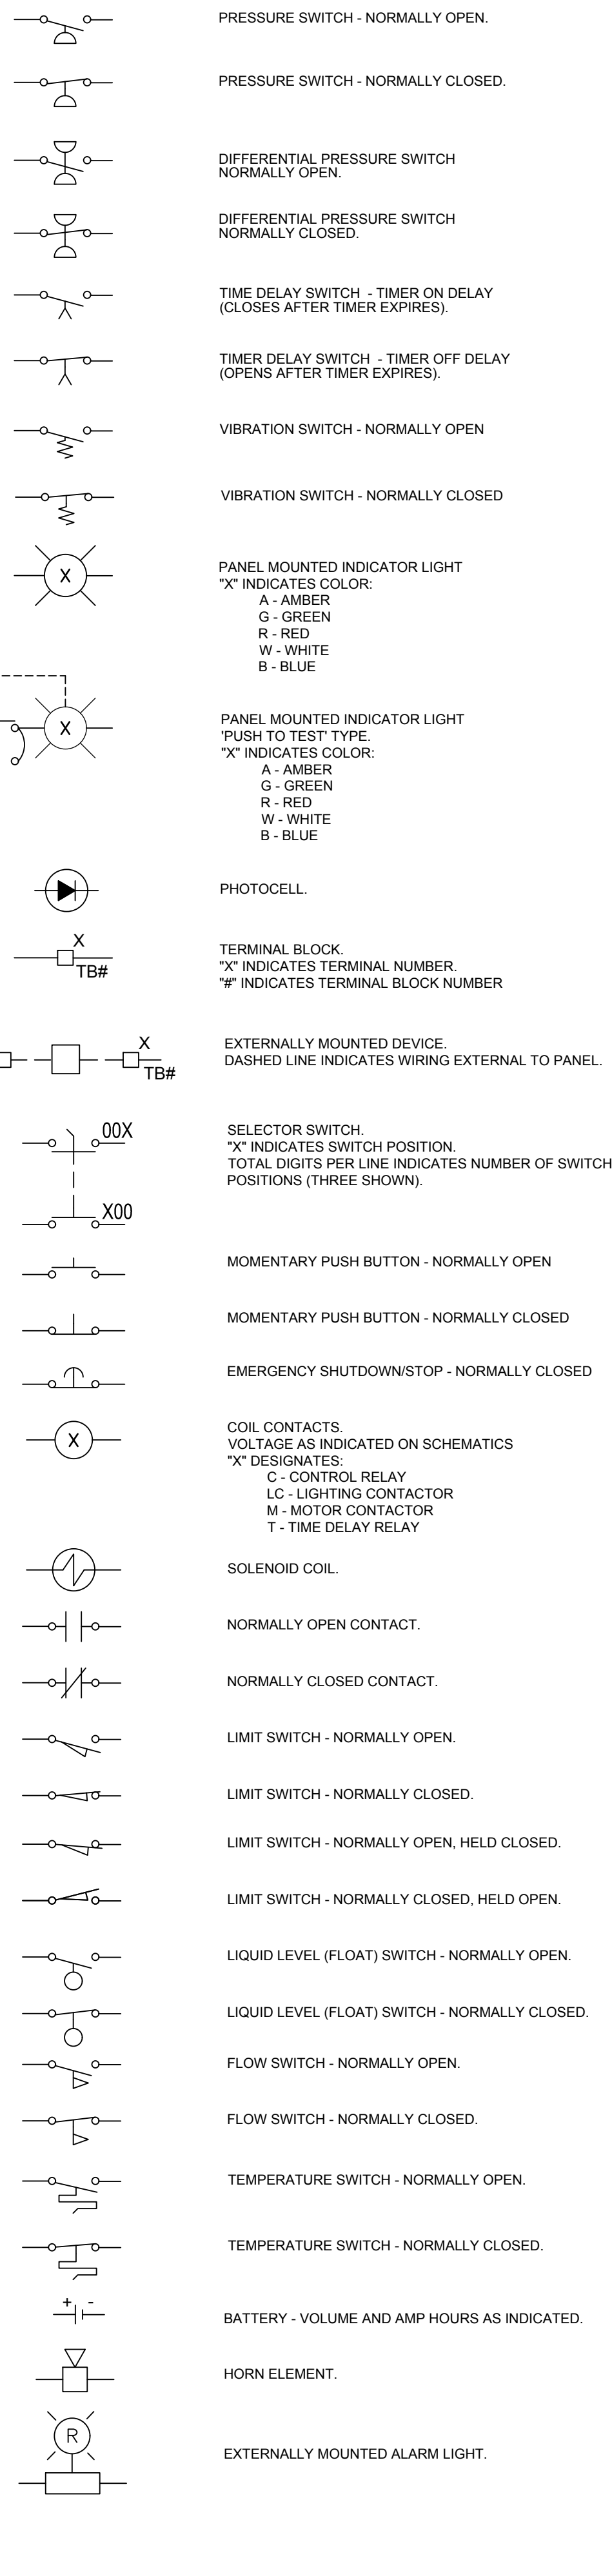 PRESSURE SWITCH - NORMALLY OPEN.
PRESSURE SWITCH - NORMALLY CLOSED.
DIFFERENTIAL PRESSURE SWITCH
NORMALLY OPEN.
DIFFERENTIAL PRESSURE SWITCH
NORMALLY CLOSED.
TIME DELAY SWITCH - TIMER ON DELAY
(CLOSES AFTER TIMER EXPIRES).
TIMER DELAY SWITCH - TIMER OFF DELAY
(OPENS AFTER TIMER EXPIRES).
VIBRATION SWITCH - NORMALLY OPEN
VIBRATION SWITCH - NORMALLY CLOSED
X
PANEL MOUNTED INDICATOR LIGHT
"X" INDICATES COLOR:
A - AMBER
G - GREEN
R - RED
W - WHITE
B - BLUE
X
PANEL MOUNTED INDICATOR LIGHT
'PUSH TO TEST' TYPE.
"X" INDICATES COLOR:
A - AMBER
G - GREEN
R - RED
W - WHITE
B - BLUE
PHOTOCELL.
X
TB#
TERMINAL BLOCK.
"X" INDICATES TERMINAL NUMBER.
"#" INDICATES TERMINAL BLOCK NUMBER
X
TB#
EXTERNALLY MOUNTED DEVICE.
DASHED LINE INDICATES WIRING EXTERNAL TO PANEL.
00X
X00
SELECTOR SWITCH.
"X" INDICATES SWITCH POSITION.
TOTAL DIGITS PER LINE INDICATES NUMBER OF SWITCH
POSITIONS (THREE SHOWN).
MOMENTARY PUSH BUTTON - NORMALLY OPEN
MOMENTARY PUSH BUTTON - NORMALLY CLOSED
EMERGENCY SHUTDOWN/STOP - NORMALLY CLOSED
X
COIL CONTACTS.
VOLTAGE AS INDICATED ON SCHEMATICS
"X" DESIGNATES:
C - CONTROL RELAY
LC - LIGHTING CONTACTOR
M - MOTOR CONTACTOR
T - TIME DELAY RELAY
SOLENOID COIL.
NORMALLY OPEN CONTACT.
NORMALLY CLOSED CONTACT.
LIMIT SWITCH - NORMALLY OPEN.
LIMIT SWITCH - NORMALLY CLOSED.
LIMIT SWITCH - NORMALLY OPEN, HELD CLOSED.
LIMIT SWITCH - NORMALLY CLOSED, HELD OPEN.
LIQUID LEVEL (FLOAT) SWITCH - NORMALLY OPEN.
LIQUID LEVEL (FLOAT) SWITCH - NORMALLY CLOSED.
FLOW SWITCH - NORMALLY OPEN.
FLOW SWITCH - NORMALLY CLOSED.
TEMPERATURE SWITCH - NORMALLY OPEN.
TEMPERATURE SWITCH - NORMALLY CLOSED.
+ -
BATTERY - VOLUME AND AMP HOURS AS INDICATED.
HORN ELEMENT.
R
EXTERNALLY MOUNTED ALARM LIGHT.